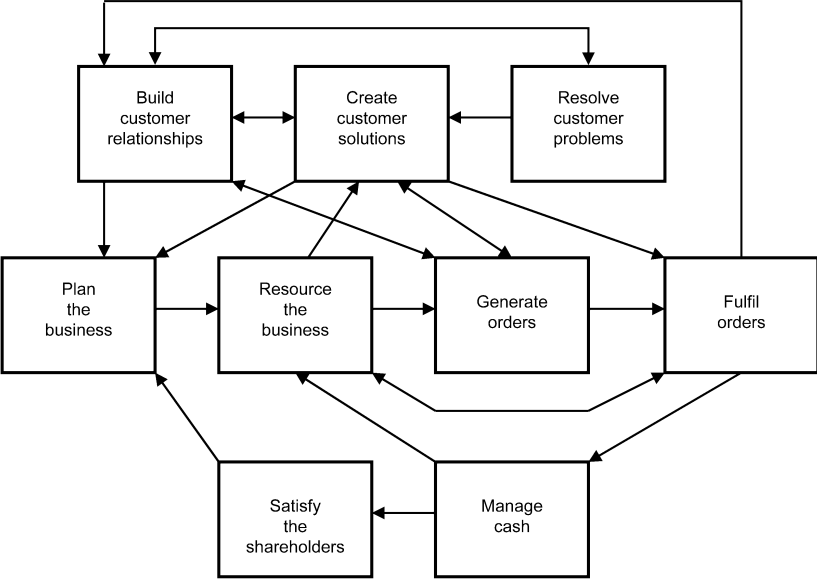 Build
customer
relationships
Create
customer
solutions
Resolve
customer
problems
Plan
the
business
Resource
the
business
Generate
orders
Fulfil
orders
Satisfy
the
shareholders
Manage
cash